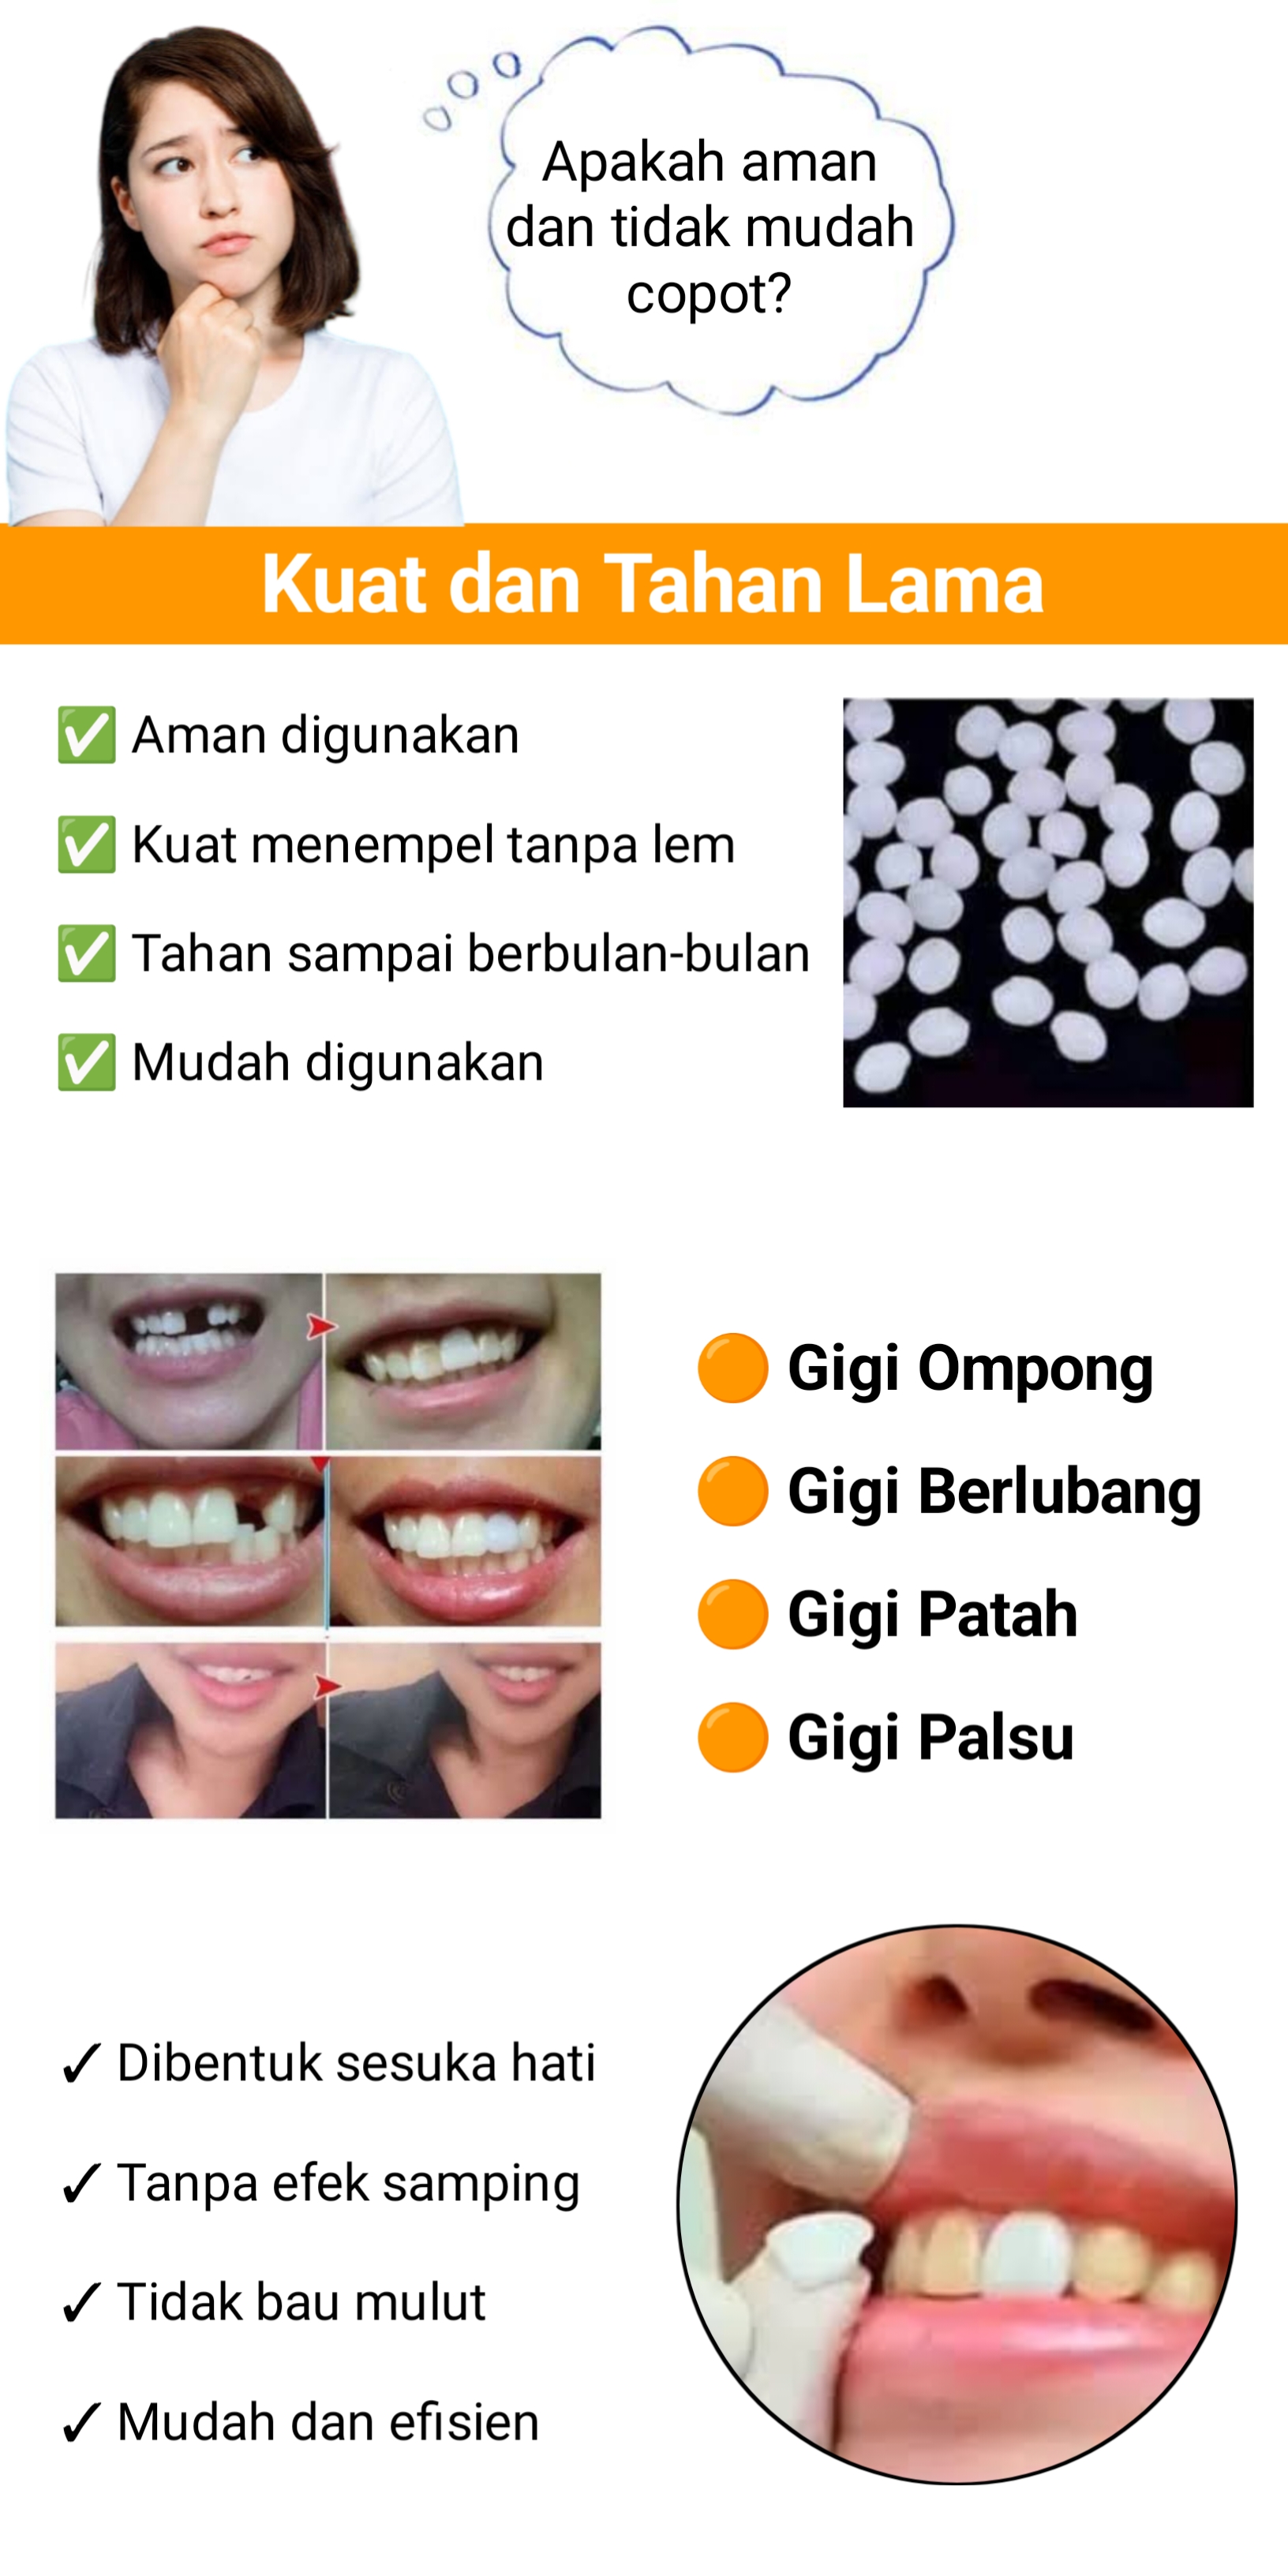 Apakah aman
dan tidak mudah
copot?
Kuat dan Tahan Lama
✅ Aman digunakan
✅ Kuat menempel tanpa lem
✅ Tahan sampai berbulan-bulan
✅ Mudah digunakan
🟠 Gigi Ompong
🟠 Gigi Berlubang
🟠 Gigi Patah
🟠 Gigi Palsu
✓ Dibentuk sesuka hati
✓ Tanpa efek samping
✓ Tidak bau mulut
✓ Mudah dan efisien